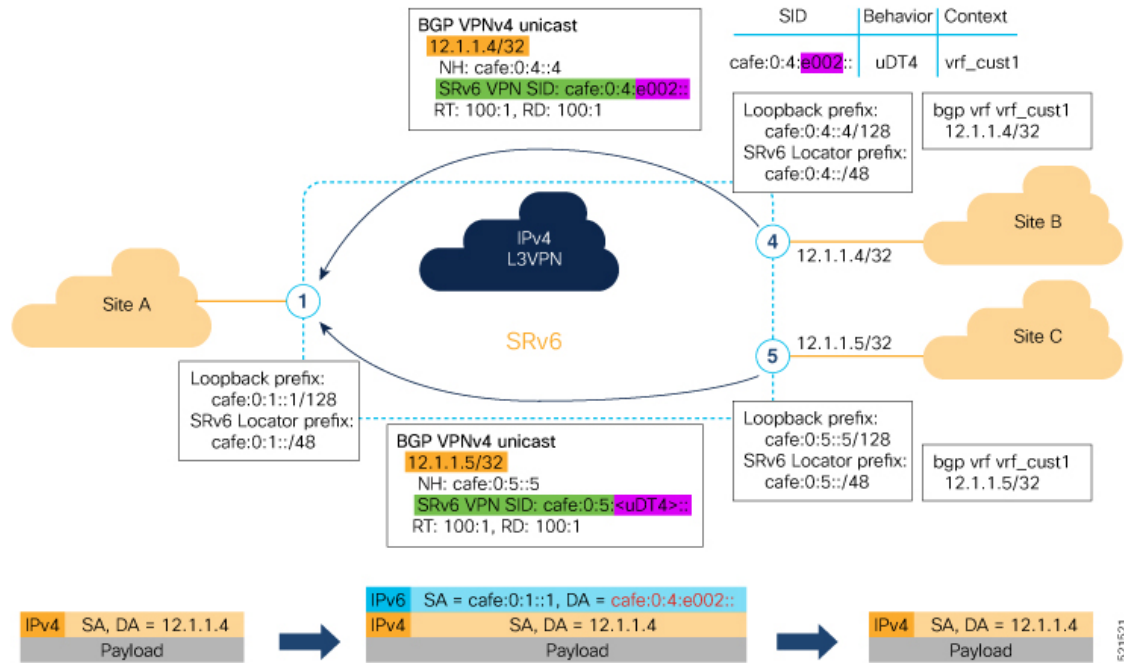 BGP VPNv4 unicast
12.1.1.4/32
NH: cafe:0:4::4
SRv6 VPN SID: cafe:0:4:e002::
RT: 100:1, RD: 100:1
SID Behavior Context
cafe:0:4:e002:: uDT4 vrf_cust1
Loopback prefix:
cafe:0:4::4/128
SRv6 Locator prefix:
cafe:0:4::/48
bgp vrf vrf_cust1
12.1.1.4/32
IPv4
L3VPN
4
12.1.1.4/32
Site B
Site A
1
SRv6
5
12.1.1.5/32
Site C
Loopback prefix:
cafe:0:1::1/128
SRv6 Locator prefix:
cafe:0:1::/48
BGP VPNv4 unicast
12.1.1.5/32
NH: cafe:0:5::5
SRv6 VPN SID: cafe:0:5:<uDT4>::
RT: 100:1, RD: 100:1
Loopback prefix:
cafe:0:5::5/128
SRv6 Locator prefix:
cafe:0:5::/48
bgp vrf vrf_cust1
12.1.1.5/32
IPv4 SA, DA = 12.1.1.4
Payload
IPv6 SA = cafe:0:1::1, DA = cafe:0:4:e002::
IPv4 SA, DA = 12.1.1.4
Payload
IPv4 SA, DA = 12.1.1.4
Payload
521521